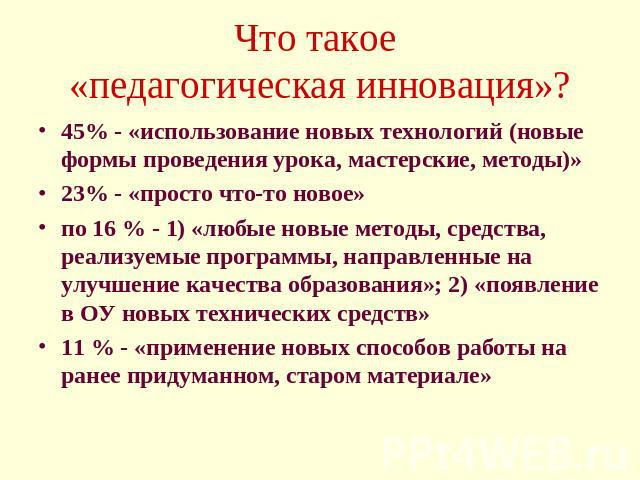 Что такое
«педагогическая инновация»?
• 45% - «использование новых технологий (новые
формы проведения урока, мастерские, методы)»
• 23% - «просто что-то новое»
• по 16 % - 1) «любые новые методы, средства,
реализуемые программы, направленные на
улучшение качества образования»; 2) «появление
в ОУ новых технических средств»
• 11 % - «применение новых способов работы на
ранее придуманном, старом материале»
PPt4WEB.ru